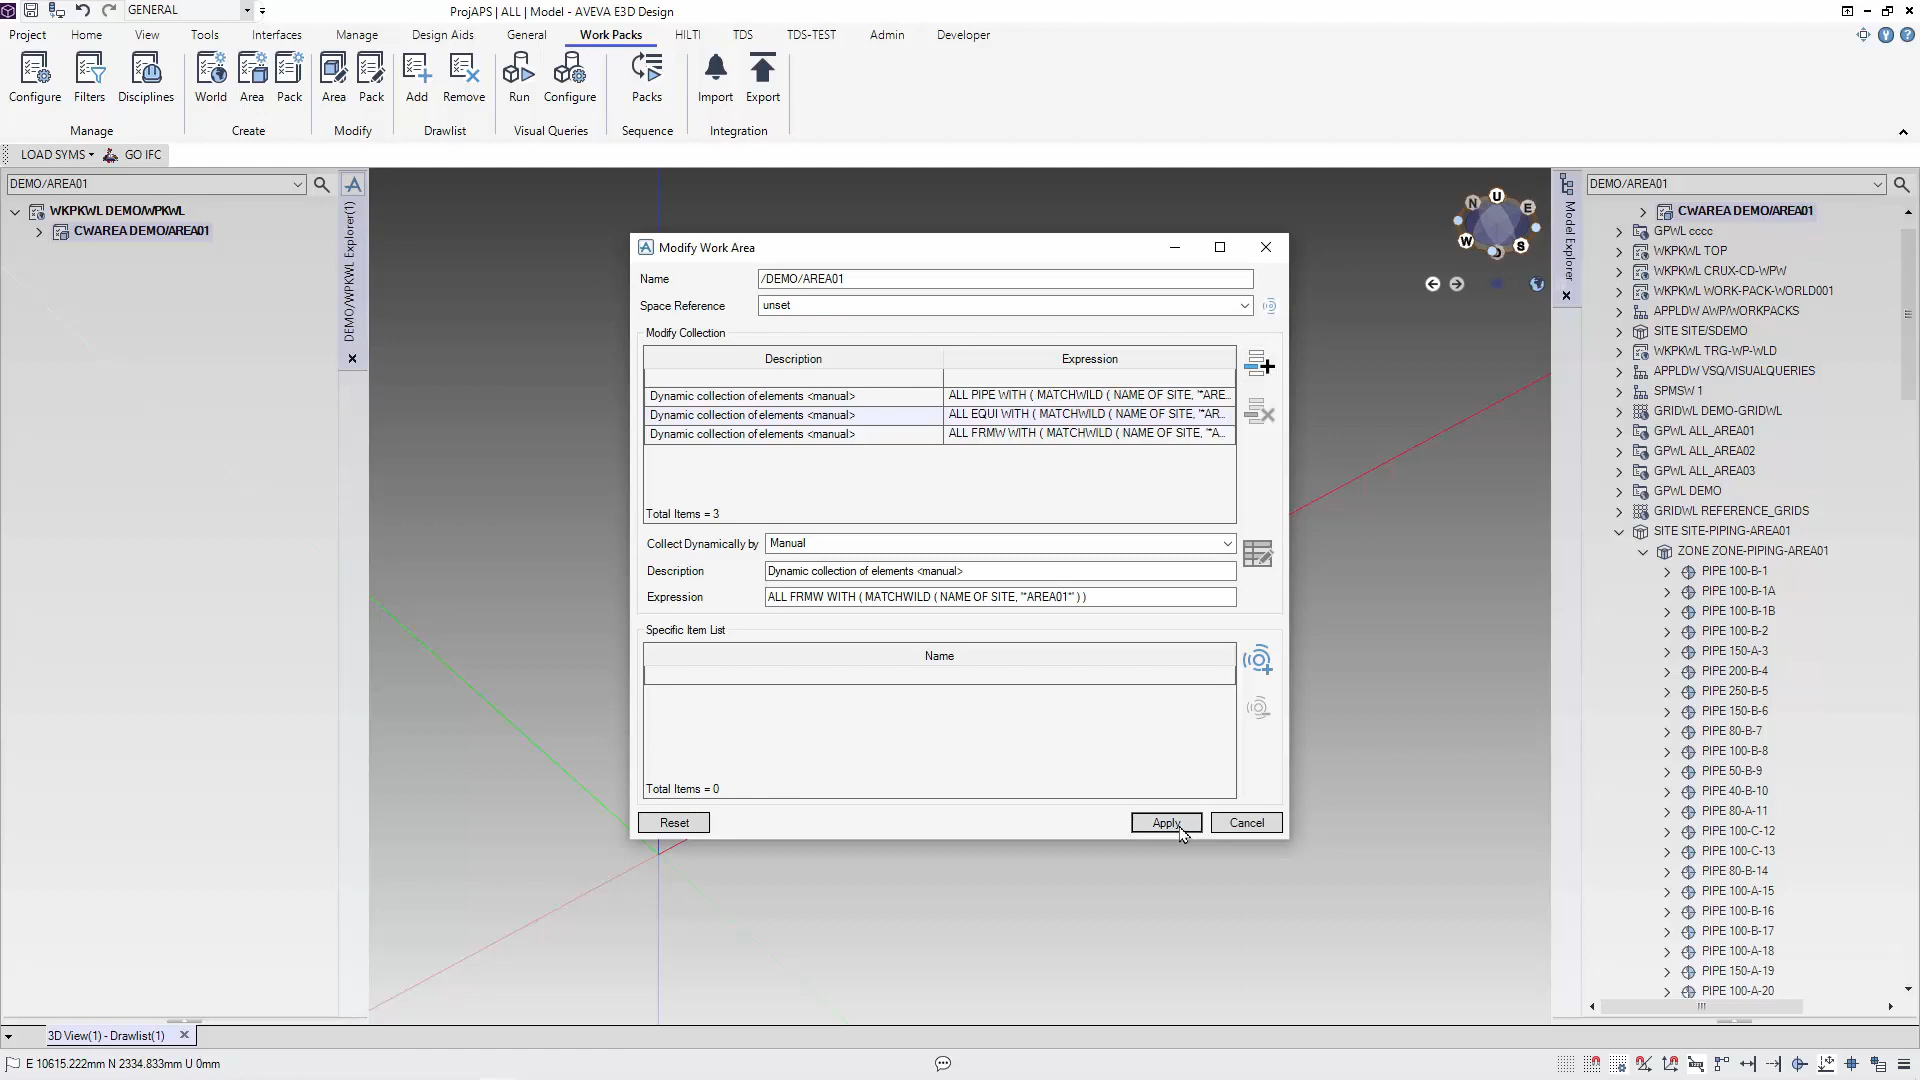 ProjAPS | ALL | Model - AVEVA E3D Design
GENERAL
Project Home View Tools Interfaces Manage Design Aids General Work Packs HILTI TDS TDS-TEST Admin Developer
Configure Filters Disciplines World Area Pack Area Pack Add Remove Run Configure Packs Import Export
Manage Create Modify Drawlist Visual Queries Sequence Integration
LOAD SYMS GO IFC
DEMO/AREA01
WKPKWL DEMO/WPKWL
CWAREA DEMO/AREA01
DEMO/WPKWL Explorer(1)
N U E W S
Modify Work Area
Name /DEMO/AREA01
Space Reference unset
Modify Collection
Description Expression
Dynamic collection of elements <manual> ALL PIPE WITH ( MATCHWILD ( NAME OF SITE, '*ARE...
Dynamic collection of elements <manual> ALL EQUI WITH ( MATCHWILD ( NAME OF SITE, '*AR...
Dynamic collection of elements <manual> ALL FRMW WITH ( MATCHWILD ( NAME OF SITE, '*A...
Total Items = 3
Collect Dynamically by Manual
Description Dynamic collection of elements <manual>
Expression ALL FRMW WITH ( MATCHWILD ( NAME OF SITE, '*AREA01*' ) )
Specific Item List
Name
Total Items = 0
Reset Apply Cancel
Model Explorer
DEMO/AREA01
CWAREA DEMO/AREA01
GPWL cccc
WKPKWL TOP
WKPKWL CRUX-CD-WPW
WKPKWL WORK-PACK-WORLD001
APPLDW AWP/WORKPACKS
SITE SITE/SDEMO
WKPKWL TRG-WP-WLD
APPLDW VSQ/VISUALQUERIES
SPMSW 1
GRIDWL DEMO-GRIDWL
GPWL ALL_AREA01
GPWL ALL_AREA02
GPWL ALL_AREA03
GPWL DEMO
GRIDWL REFERENCE_GRIDS
SITE SITE-PIPING-AREA01
ZONE ZONE-PIPING-AREA01
PIPE 100-B-1
PIPE 100-B-1A
PIPE 100-B-1B
PIPE 100-B-2
PIPE 150-A-3
PIPE 200-B-4
PIPE 250-B-5
PIPE 150-B-6
PIPE 80-B-7
PIPE 100-B-8
PIPE 50-B-9
PIPE 40-B-10
PIPE 80-A-11
PIPE 100-C-12
PIPE 100-C-13
PIPE 80-B-14
PIPE 100-A-15
PIPE 100-B-16
PIPE 100-B-17
PIPE 100-A-18
PIPE 150-A-19
PIPE 100-A-20
3D View(1) - Drawlist(1)
E 10615.222mm N 2334.833mm U 0mm